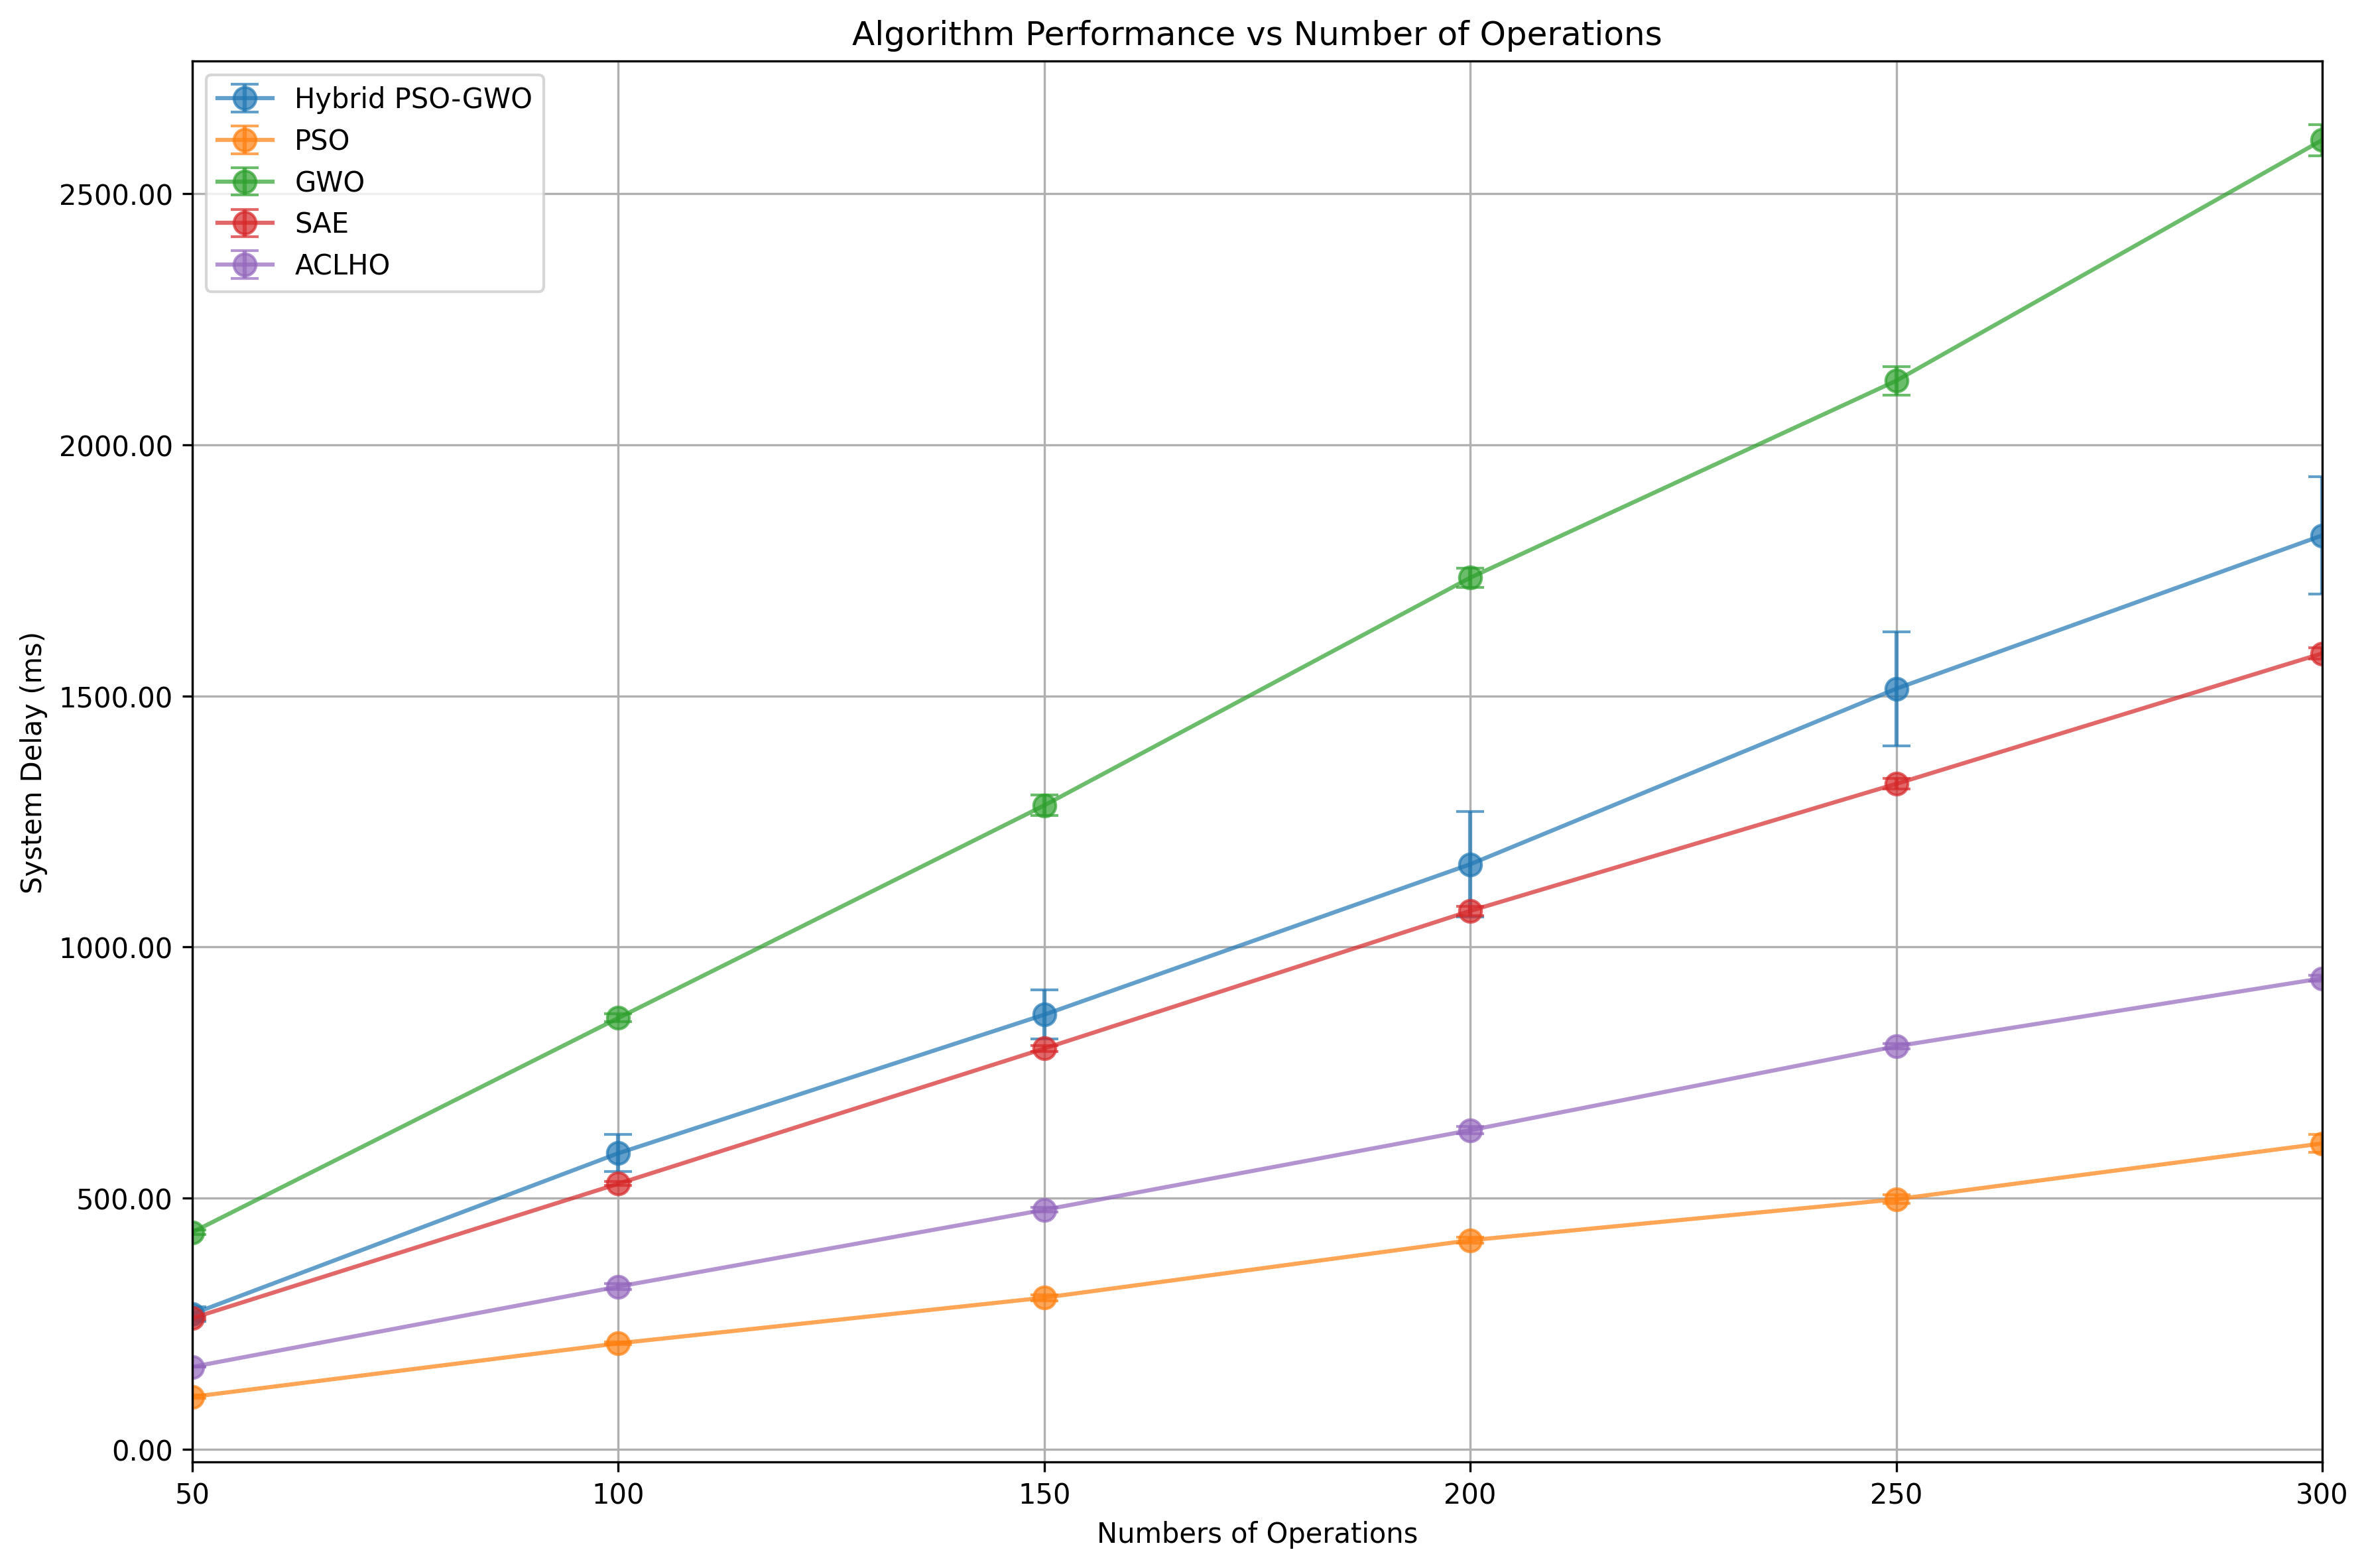 Algorithm Performance vs Number of Operations
Hybrid PSO-GWO
PSO
GWO
SAE
ACLHO
System Delay (ms)
2500.00
2000.00
1500.00
1000.00
500.00
0.00
50 100 150 200 250 300
Numbers of Operations